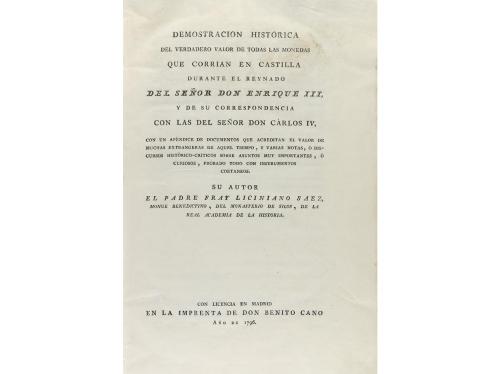 DEMOSTRACION HISTÓRICA
DEL VERDADERO VALOR DE TODAS LAS MONEDAS
QUE CORRIAN EN CASTILLA
DURANTE EL REYNADO
DEL SEÑOR DON ENRIQUE III,
Y DE SU CORRESPONDENCIA
CON LAS DEL SEÑOR DON CÁRLOS IV,
CON UN APÉNDICE DE DOCUMENTOS QUE ACREDITAN EL VALOR DE
MUCHAS EXTRANGERAS DE AQUEL TIEMPO, Y VARIAS NOTAS, Ó DIS-
CURSOS HISTÓRICO-CRÍTICOS SOBRE ASUNTOS MUY IMPORTANTES, Ó
CURIOSOS, PROBADO TODO CON INSTRUMENTOS
COETANEOS:
SU AUTOR
EL PADRE FRAY LICINIANO SAEZ,
MONGE BENEDICTINO, DEL MONASTERIO DE SILOS, DE LA
REAL ACADEMIA DE LA HISTORIA.
CON LICENCIA EN MADRID
EN LA IMPRENTA DE DON BENITO CANO
AÑO DE 1796.